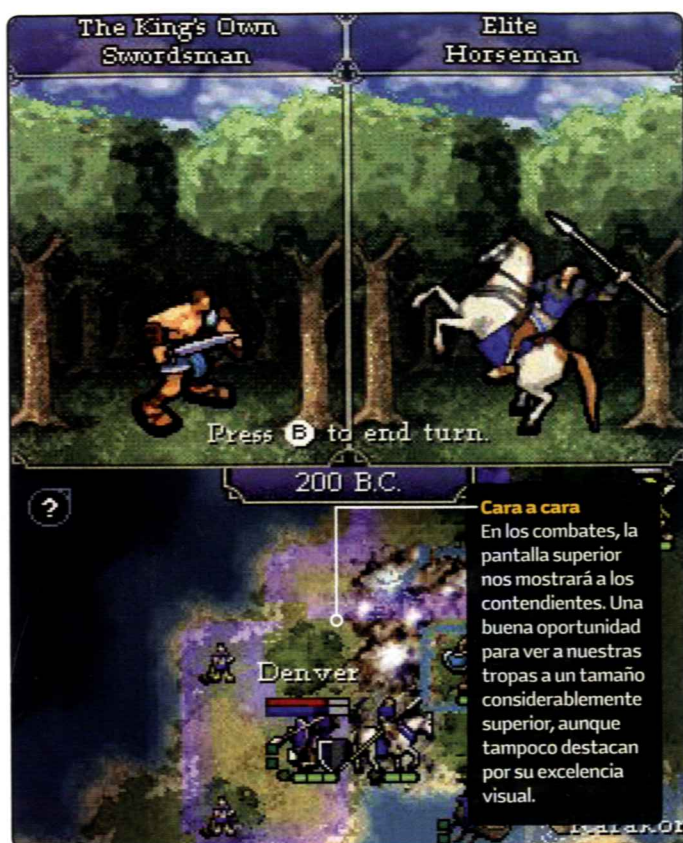 The King's Own
Swordsman
Elite
Horseman
Press B to end turn.
200 B.C.
?
Cara a cara
En los combates, la
pantalla superior
nos mostrará a los
contendientes. Una
buena oportunidad
para ver a nuestras
tropas a un tamaño
considerablemente
superior, aunque
tampoco destacan
por su excelencia
visual.
Denver